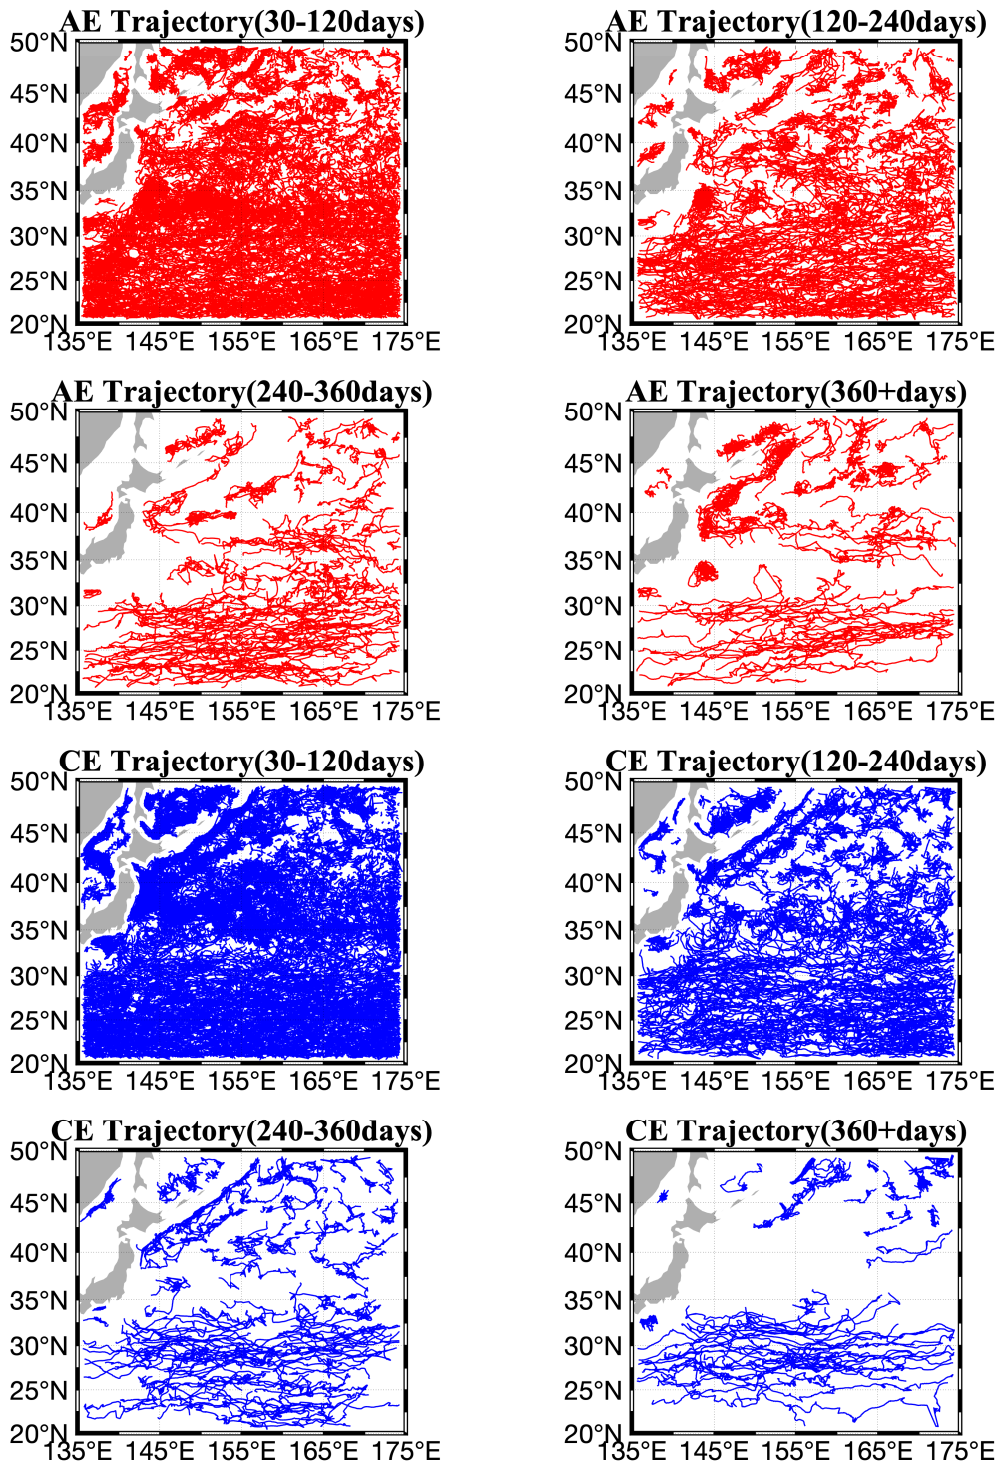 AE Trajectory(30-120days)
50°N
45°N
40°N
35°N
30°N
25°N
20°N
135°E 145°E 155°E 165°E 175°E
AE Trajectory(120-240days)
50°N
45°N
40°N
35°N
30°N
25°N
20°N
135°E 145°E 155°E 165°E 175°E
AE Trajectory(240-360days)
50°N
45°N
40°N
35°N
30°N
25°N
20°N
135°E 145°E 155°E 165°E 175°E
AE Trajectory(360+days)
50°N
45°N
40°N
35°N
30°N
25°N
20°N
135°E 145°E 155°E 165°E 175°E
CE Trajectory(30-120days)
50°N
45°N
40°N
35°N
30°N
25°N
20°N
135°E 145°E 155°E 165°E 175°E
CE Trajectory(120-240days)
50°N
45°N
40°N
35°N
30°N
25°N
20°N
135°E 145°E 155°E 165°E 175°E
CE Trajectory(240-360days)
50°N
45°N
40°N
35°N
30°N
25°N
20°N
135°E 145°E 155°E 165°E 175°E
CE Trajectory(360+days)
50°N
45°N
40°N
35°N
30°N
25°N
20°N
135°E 145°E 155°E 165°E 175°E